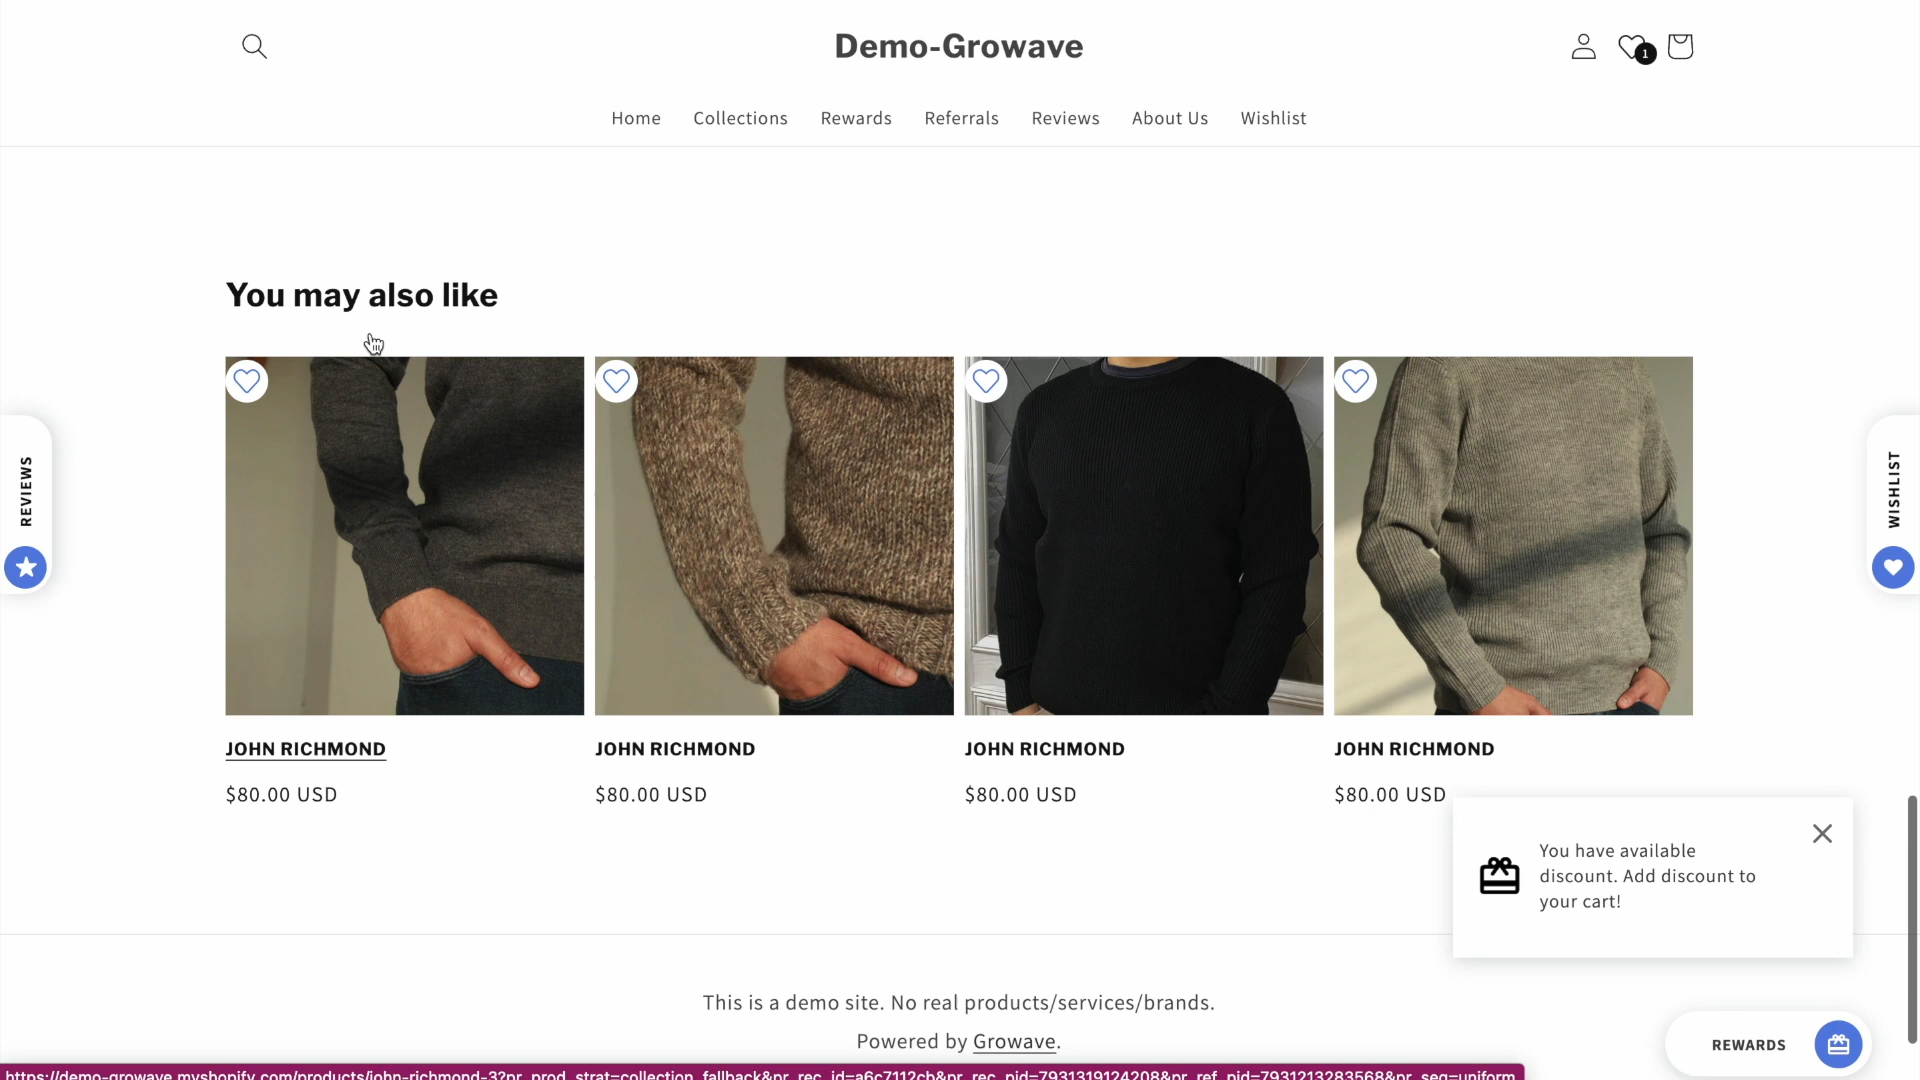 Demo-Growave
1
Home Collections Rewards Referrals Reviews About Us Wishlist
You may also like
REVIEWS
WISHLIST
JOHN RICHMOND
$80.00 USD
JOHN RICHMOND
$80.00 USD
JOHN RICHMOND
$80.00 USD
JOHN RICHMOND
$80.00 USD
You have available
discount. Add discount to
your cart!
This is a demo site. No real products/services/brands.
Powered by Growave.
REWARDS
https://demo-growave.myshopify.com/products/john-richmond-3?pr_prod_strat=collection_fallback&pr_rec_id=a6c7112cb&pr_rec_pid=7931319124208&pr_ref_pid=7931213283568&pr_seq=uniform